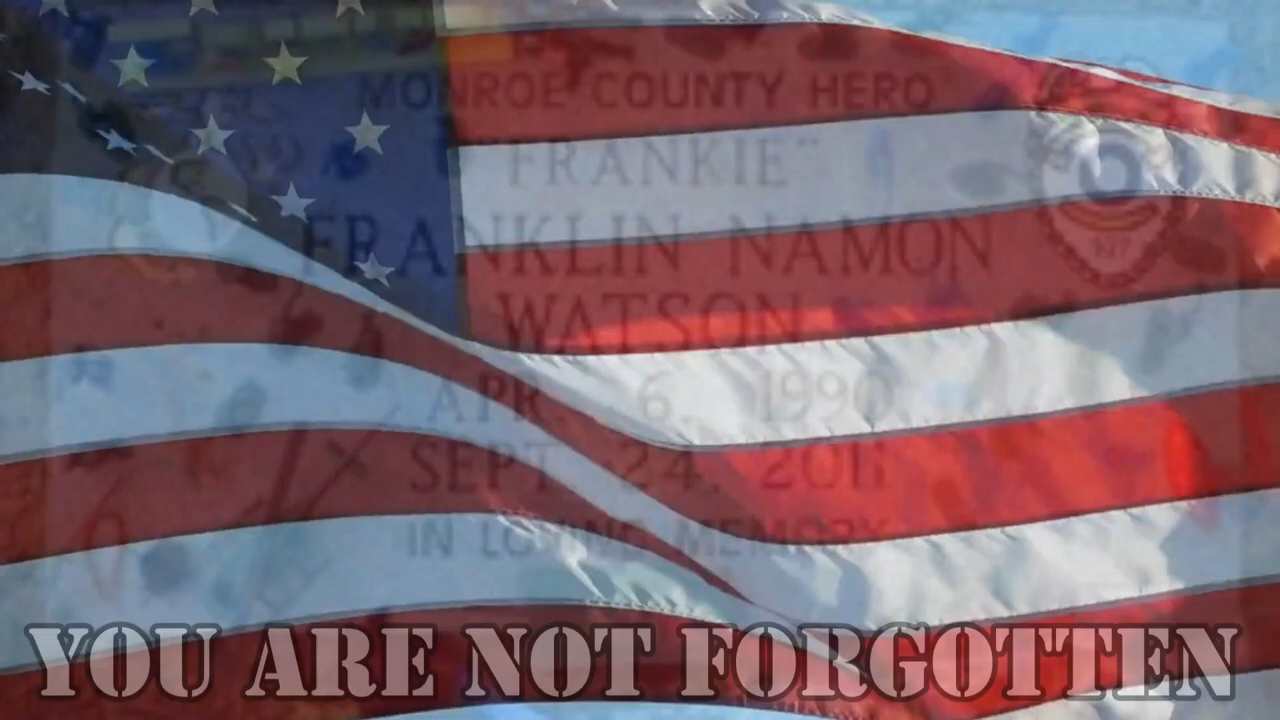 MONROE COUNTY HERO
"FRANKIE"
FRANKLIN NAMON
WATSON
APR. 6, 1990
SEPT. 24, 2011
IN LOVING MEMORY
927
YOU ARE NOT FORGOTTEN